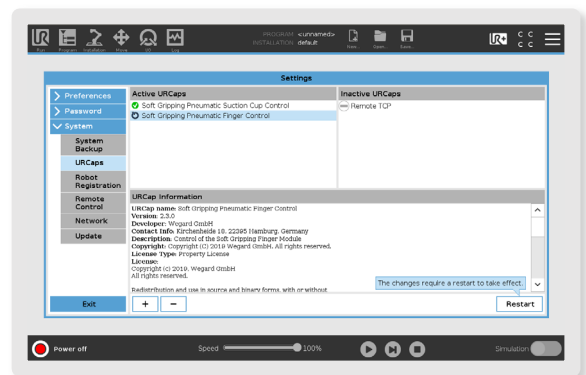 PROGRAM <unnamed>
INSTALLATION default
Run Program Installation Move I/O Log New... Open... Save...
UR+
C C
C C
Settings
Preferences
Password
System
System
Backup
URCaps
Robot
Registration
Remote
Control
Network
Update
Exit
Active URCaps
Soft Gripping Pneumatic Suction Cup Control
Soft Gripping Pneumatic Finger Control
Inactive URCaps
Remote TCP
URCap Information
URCap name: Soft Gripping Pneumatic Finger Control
Version: 2.3.0
Developer: Wegard GmbH
Contact Info: Kirchenheide 18, 22395 Hamburg, Germany
Description: Control of the Soft Gripping Finger Module
Copyright: Copyright (C) 2019 Wegard GmbH, All rights reserved.
License Type: Property License
License:
Copyright (c) 2019, Wegard GmbH
All rights reserved.
Redistribution and use in source and binary forms, with or without
The changes require a restart to take effect.
+ −
Restart
Power off
Speed 100%
Simulation